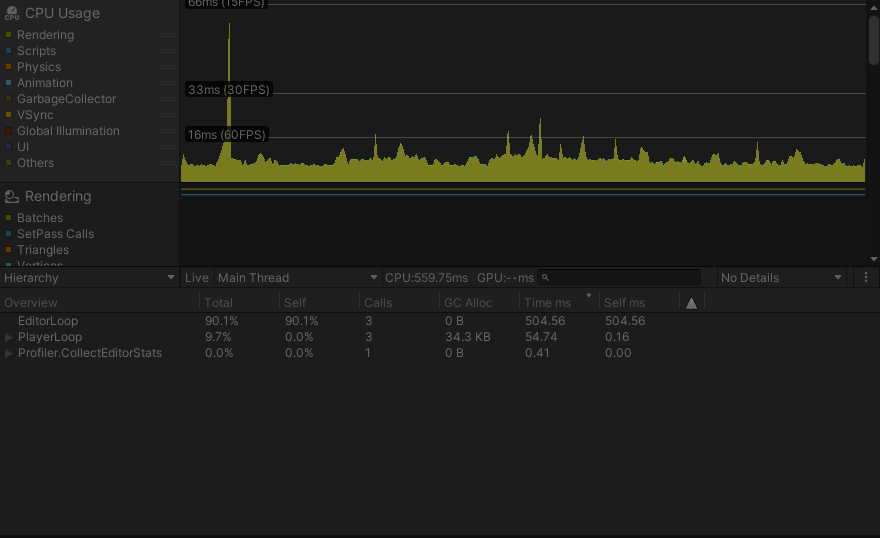 CPU Usage
Rendering
Scripts
Physics
Animation
GarbageCollector
VSync
Global Illumination
UI
Others
66ms (15FPS)
33ms (30FPS)
16ms (60FPS)
Rendering
Batches
SetPass Calls
Triangles
Vertices
Hierarchy Live Main Thread CPU:559.75ms GPU:--ms No Details
Overview Total Self Calls GC Alloc Time ms Self ms
EditorLoop 90.1% 90.1% 3 0 B 504.56 504.56
PlayerLoop 9.7% 0.0% 3 34.3 KB 54.74 0.16
Profiler.CollectEditorStats 0.0% 0.0% 1 0 B 0.41 0.00